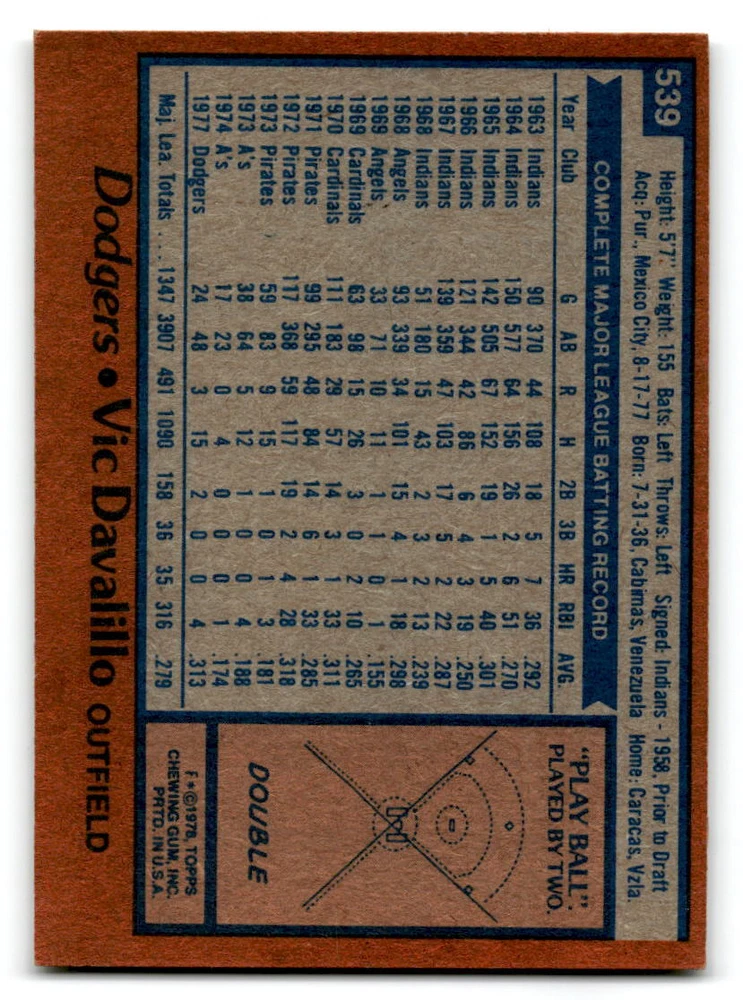 539
Height: 5'7" Weight: 155 Bats: Left Throws: Left Signed: Indians - 1958, Prior to Draft
Acq: Pur., Mexico City, 8-17-77 Born: 7-31-36, Cabimas, Venezuela Home: Caracas, Vzla.
COMPLETE MAJOR LEAGUE BATTING RECORD
Year Club G AB R H 2B 3B HR RBI AVG.
1963 Indians 90 370 44 108 18 5 7 36 .292
1964 Indians 150 577 64 156 26 2 6 51 .270
1965 Indians 142 505 67 152 19 1 5 40 .301
1966 Indians 121 344 42 86 6 4 3 19 .250
1967 Indians 139 359 47 103 17 5 2 22 .287
1968 Indians 51 180 15 43 2 3 2 13 .239
1968 Angels 93 339 34 101 15 4 1 18 .298
1969 Angels 33 71 10 11 1 1 0 1 .155
1969 Cardinals 63 98 15 26 3 0 2 10 .265
1970 Cardinals 111 183 29 57 14 3 1 33 .311
1971 Pirates 99 295 48 84 14 6 1 33 .285
1972 Pirates 117 368 59 117 19 2 4 28 .318
1973 Pirates 59 83 9 15 1 0 1 3 .181
1973 A's 38 64 5 12 1 0 0 4 .188
1974 A's 17 23 0 4 0 0 0 1 .174
1977 Dodgers 24 48 3 15 2 0 0 4 .313
Maj. Lea. Totals ... 1347 3907 491 1090 158 36 35 316 .279
"PLAY BALL".
PLAYED BY TWO.
DOUBLE
F*©1978, TOPPS
CHEWING GUM, INC.
PRTD. IN U.S.A.
Dodgers • Vic Davalillo OUTFIELD